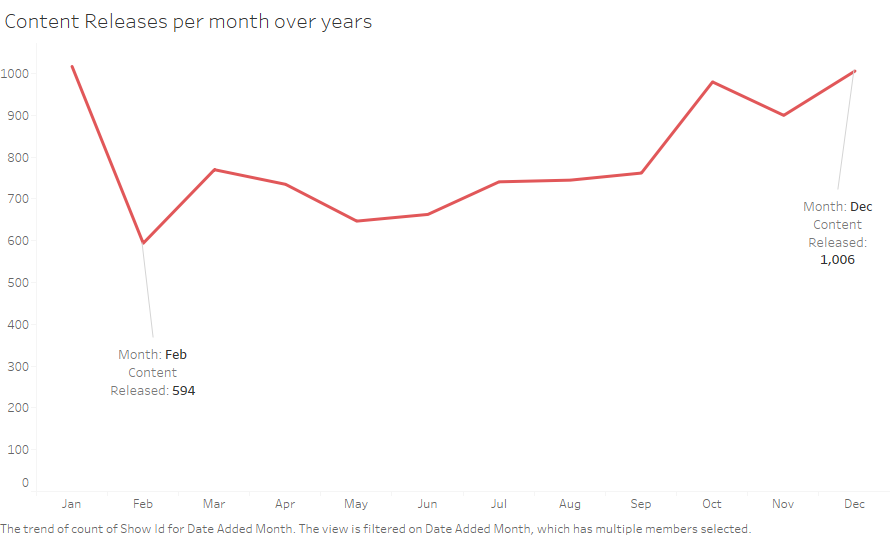 Content Releases per month over years
1000
900
800
700
600
500
400
300
200
100
0
Month: Dec
Content
Released:
1,006
Month: Feb
Content
Released: 594
Jan Feb Mar Apr May Jun Jul Aug Sep Oct Nov Dec
The trend of count of Show Id for Date Added Month. The view is filtered on Date Added Month, which has multiple members selected.